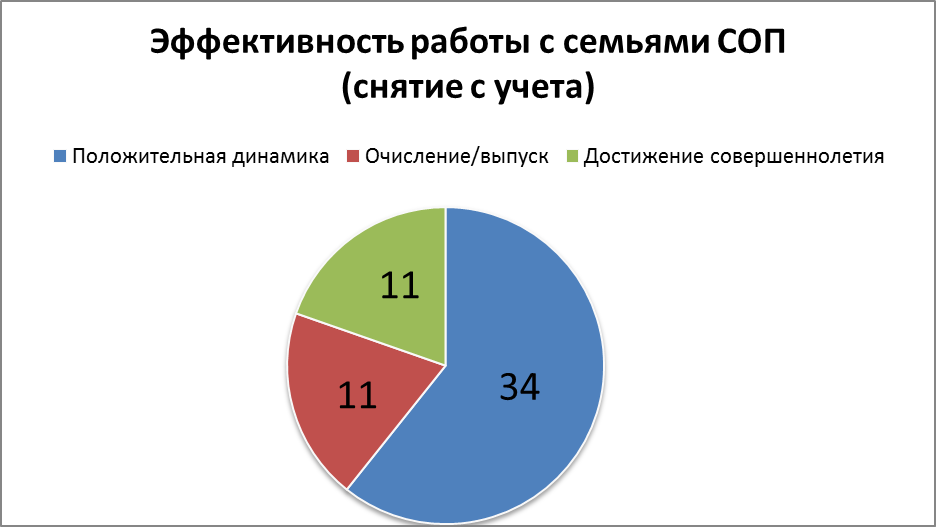 Эффективность работы с семьями СОП
(снятие с учета)
Положительная динамика Очисление/выпуск Достижение совершеннолетия
11
34
11